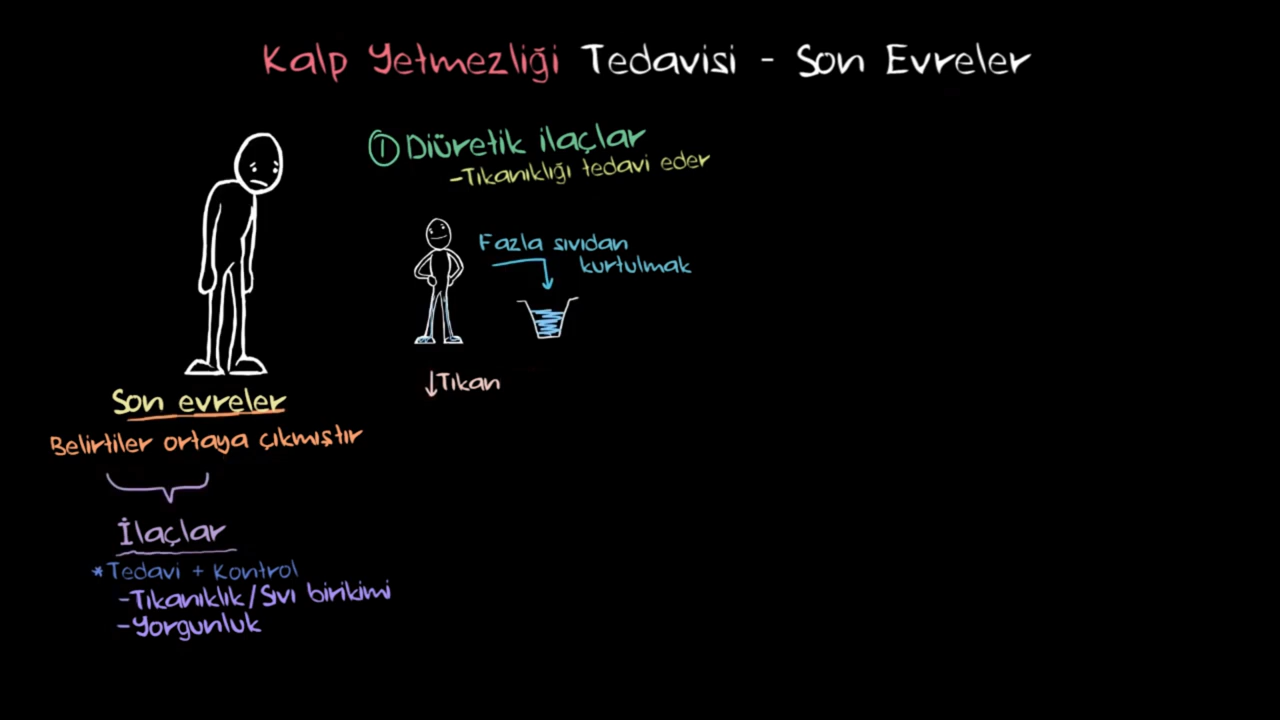 Kalp Yetmezliği Tedavisi - Son Evreler
① Diüretik ilaçlar
-Tıkanıklığı tedavi eder
Fazla sıvıdan
kurtulmak
↓Tıkan
Son evreler
Belirtiler ortaya çıkmıştır
İlaçlar
*Tedavi + Kontrol
-Tıkanıklık/Sıvı birikimi
-Yorgunluk